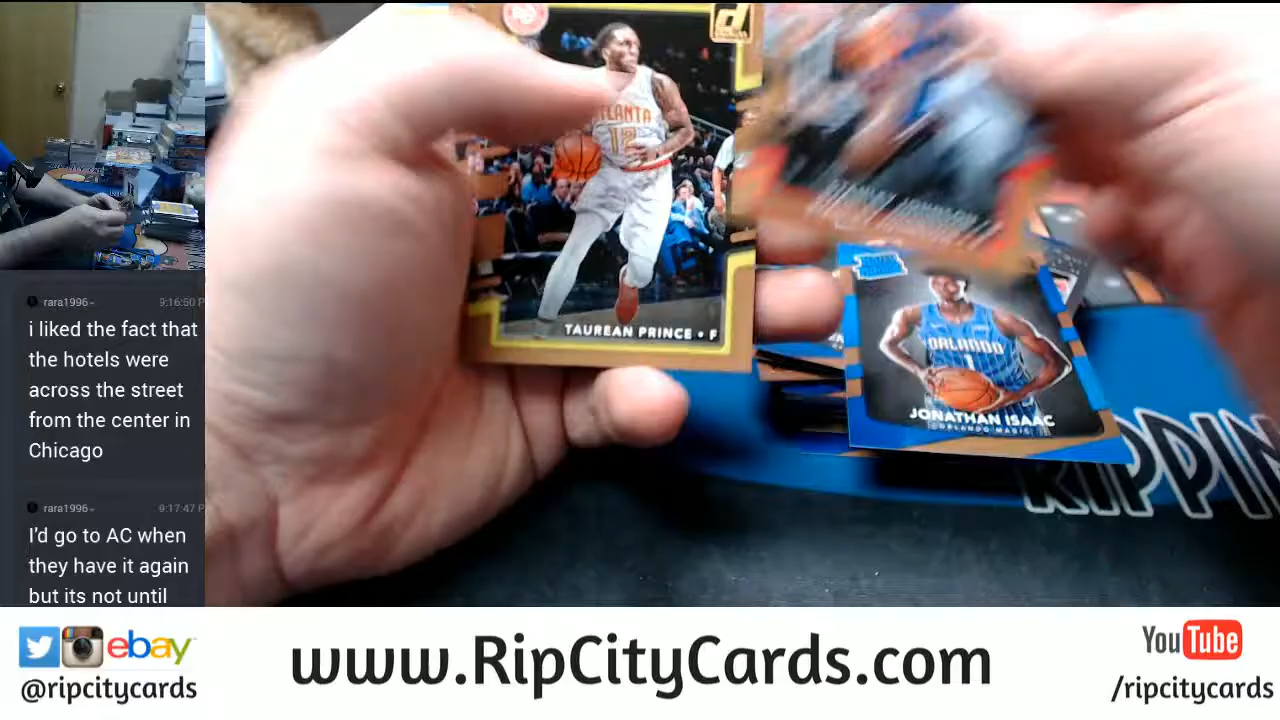 rara1996-
9:16:50 P
i liked the fact that
the hotels were
across the street
from the center in
Chicago
rara1996-
9:17:47 P
I'd go to AC when
they have it again
but its not until
ATLANTA
12
TAUREAN PRINCE • F
ORLANDO
1
JONATHAN ISAAC
ORLANDO MAGIC
RIPPIN
ebay
@ripcitycards
www.RipCityCards.com
YouTube
/ripcitycards